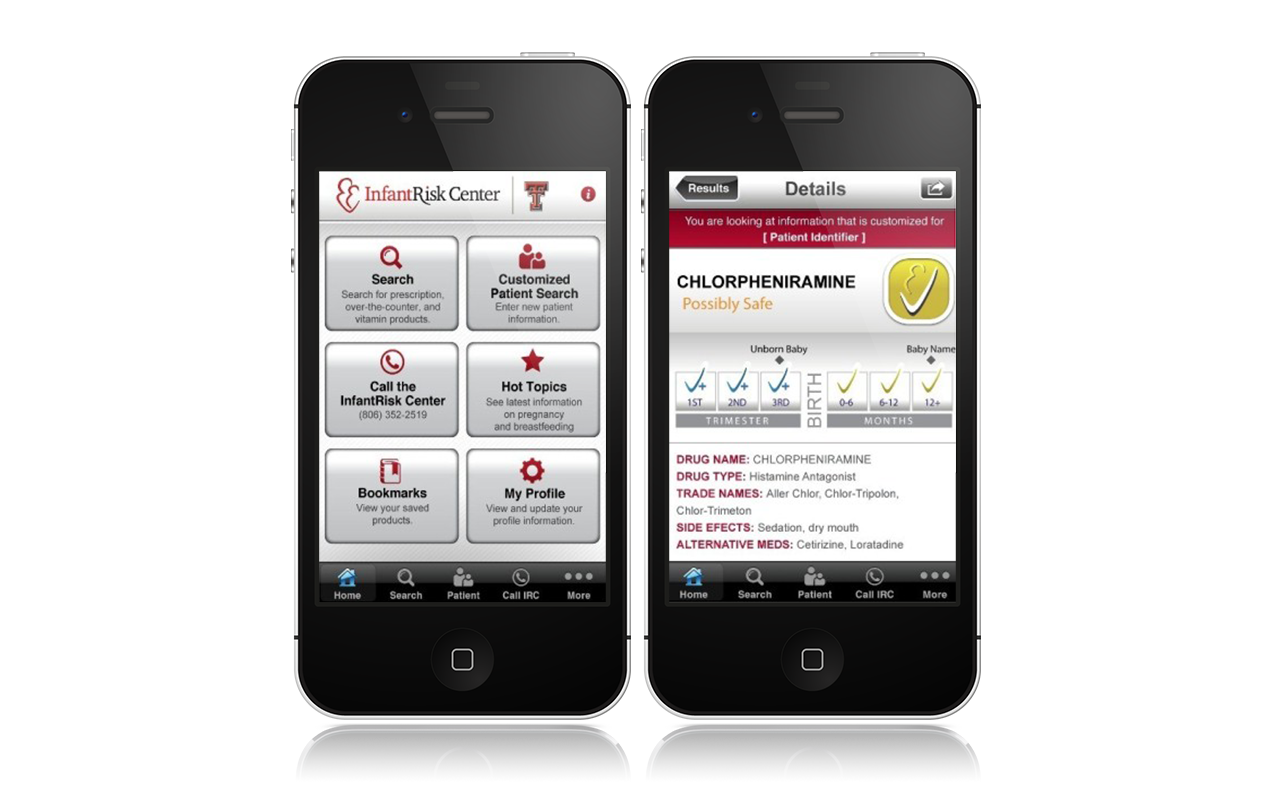 InfantRisk Center
Search
Search for prescription,
over-the-counter, and
vitamin products.
Customized
Patient Search
Enter new patient
information.
Call the
InfantRisk Center
(806) 352-2519
Hot Topics
See latest information
on pregnancy
and breastfeeding
Bookmarks
View your saved
products.
My Profile
View and update your
profile information.
Home Search Patient Call IRC More
Results Details
You are looking at information that is customized for
[ Patient Identifier ]
CHLORPHENIRAMINE
Possibly Safe
Unborn Baby Baby Name
1ST 2ND 3RD BIRTH 0-6 6-12 12+
TRIMESTER MONTHS
DRUG NAME: CHLORPHENIRAMINE
DRUG TYPE: Histamine Antagonist
TRADE NAMES: Aller Chlor, Chlor-Tripolon,
Chlor-Trimeton
SIDE EFECTS: Sedation, dry mouth
ALTERNATIVE MEDS: Cetirizine, Loratadine
Home Search Patient Call IRC More